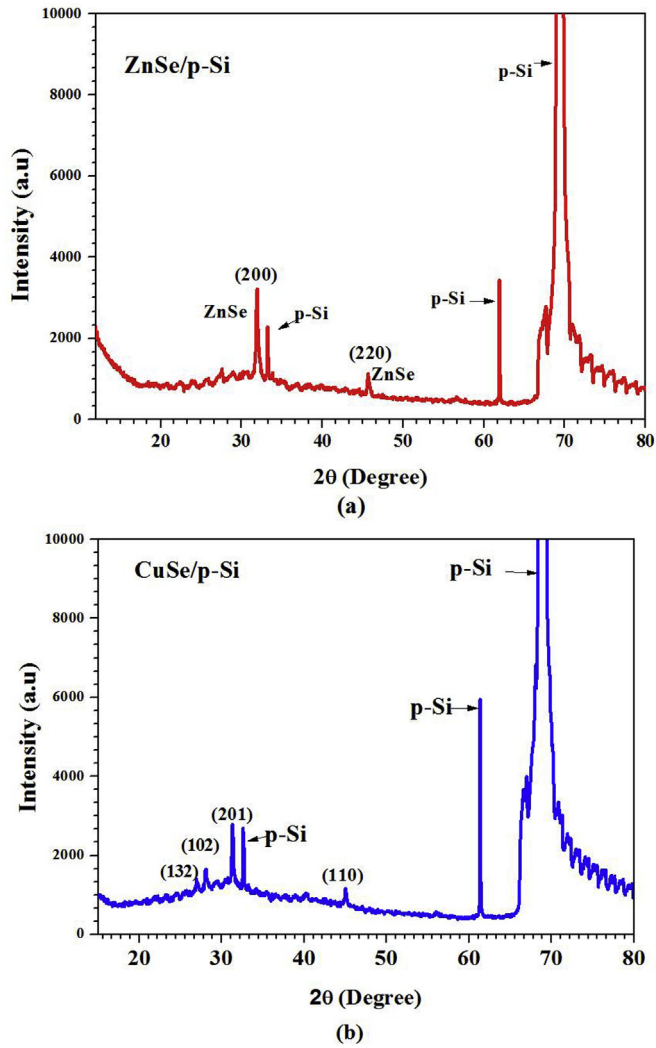 10000
ZnSe/p-Si
p-Si
8000
6000
Intensity (a.u)
4000
(200)
ZnSe
p-Si
p-Si
2000
(220)
ZnSe
0
20 30 40 50 60 70 80
2θ (Degree)
(a)
10000
CuSe/p-Si
p-Si
8000
6000
p-Si
Intensity (a.u)
4000
(201)
p-Si
(102)
2000
(132)
(110)
0
20 30 40 50 60 70 80
2θ (Degree)
(b)